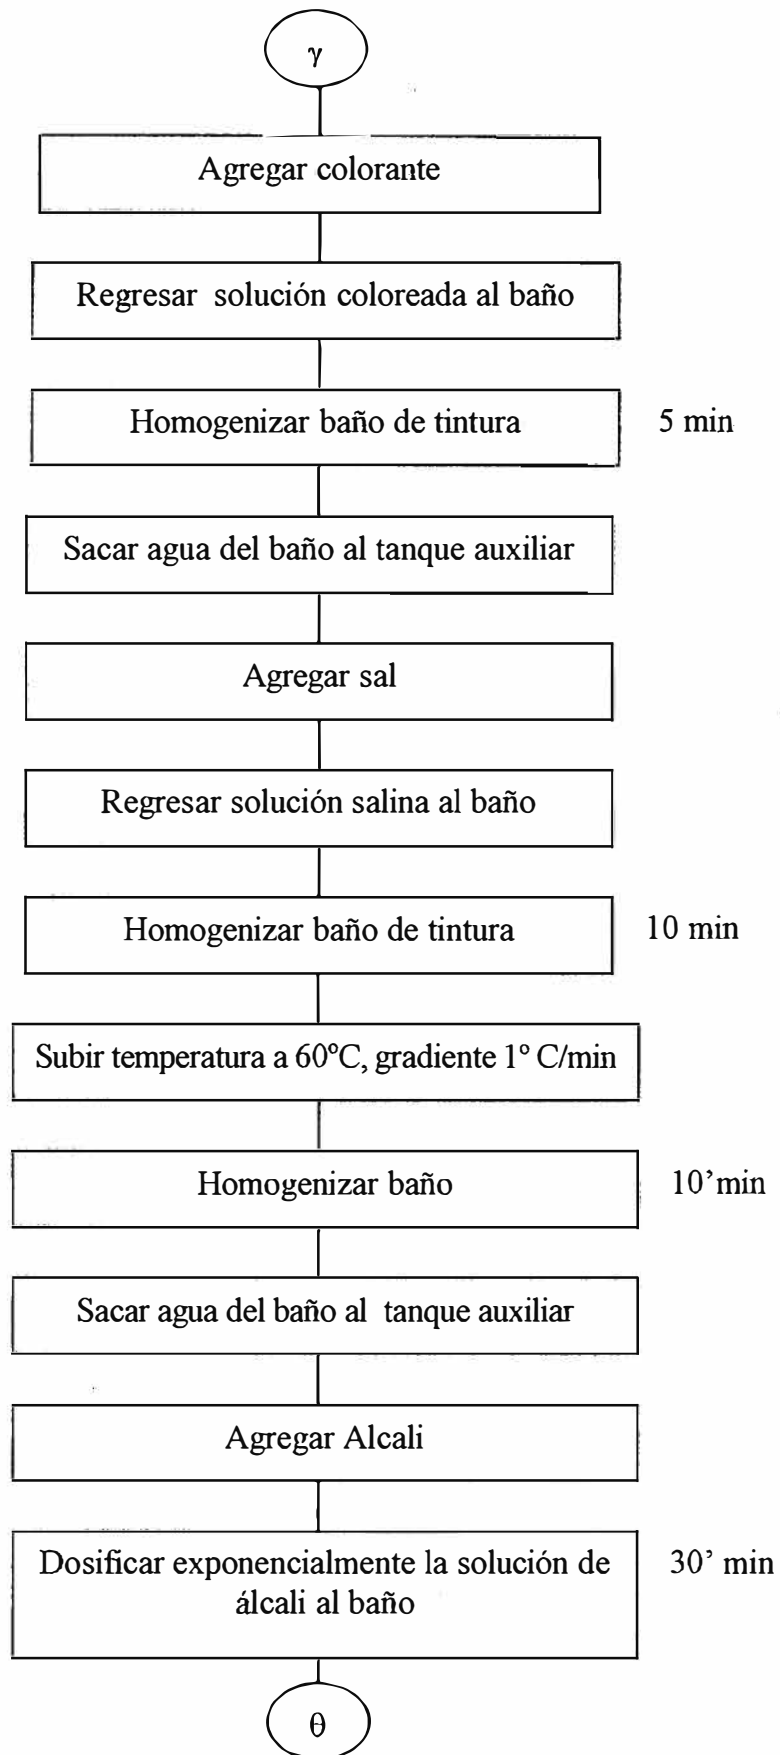 γ
Agregar colorante
Regresar solución coloreada al baño
Homogenizar baño de tintura 5 min
Sacar agua del baño al tanque auxiliar
Agregar sal
Regresar solución salina al baño
Homogenizar baño de tintura 10 min
Subir temperatura a 60ºC, gradiente 1º C/min
Homogenizar baño 10’min
Sacar agua del baño al tanque auxiliar
Agregar Alcali
Dosificar exponencialmente la solución de 30’ min
álcali al baño
θ